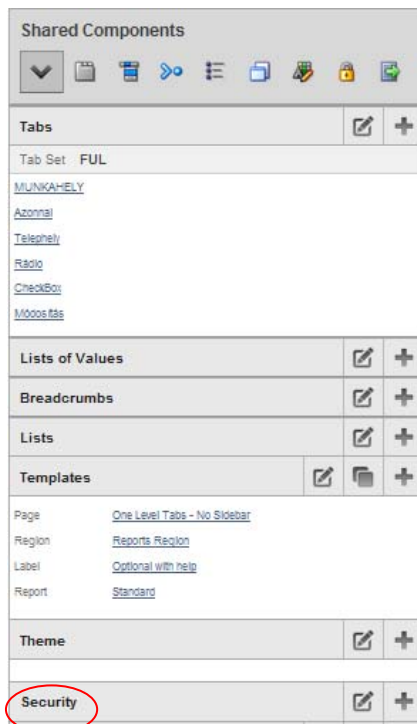 Shared Components
Tabs
Tab Set FUL
MUNKAHELY
Azonnal
Telephely
Rádio
CheckBox
Módosítás
Lists of Values
Breadcrumbs
Lists
Templates
Page One Level Tabs - No Sidebar
Region Reports Region
Label Optional with help
Report Standard
Theme
Security